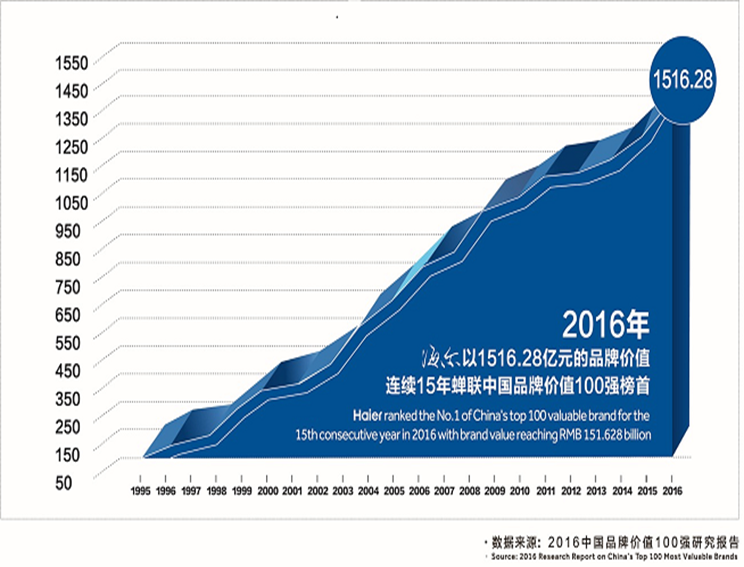 1550
1450
1350
1250
1150
1050
950
850
750
650
550
450
350
250
150
50
1516.28
2016年
海尔以1516.28亿元的品牌价值
连续15年蝉联中国品牌价值100强榜首
Haier ranked the No.1 of China's top 100 valuable brand for the
15th consecutive year in 2016 with brand value reaching RMB 151.628 billion
1995 1996 1997 1998 1999 2000 2001 2002 2003 2004 2005 2006 2007 2008 2009 2010 2011 2012 2013 2014 2015 2016
· 数据来源：2016中国品牌价值100强研究报告
· Source: 2016 Research Report on China's Top 100 Most Valuable Brands